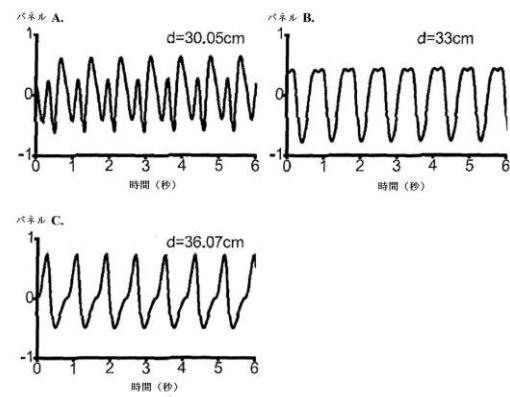 パネル A.
d=30.05cm
1
0
-1
0 1 2 3 4 5 6
時間（秒）
パネル B.
d=33cm
1
0
-1
0 1 2 3 4 5 6
時間（秒）
パネル C.
d=36.07cm
1
0
-1
0 1 2 3 4 5 6
時間（秒）